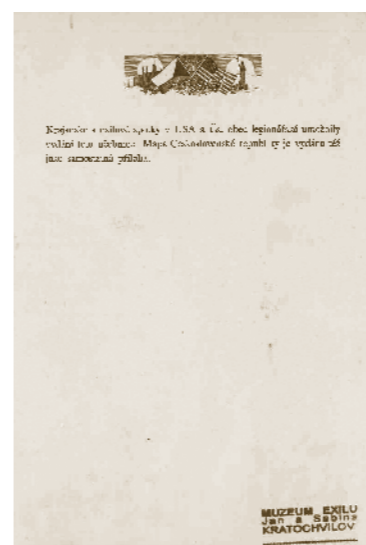 Krajanské a exilové spolky v USA a Čs. obec legionářská umožnily
vydání této učebnice. Mapa Československé republiky je vydána též
jako samostatná příloha.
MUZEUM EXILU
Jan a Sabina
KRATOCHVILOV